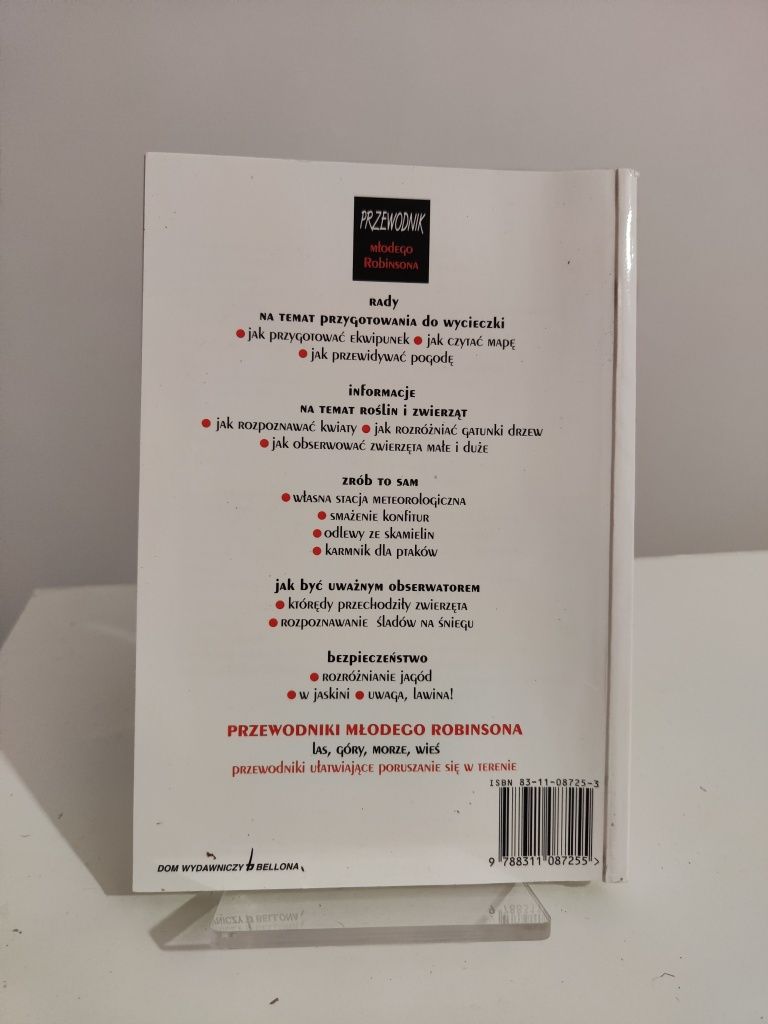 PRZEWODNIK
młodego
Robinsona
rady
na temat przygotowania do wycieczki
● jak przygotować ekwipunek ● jak czytać mapę
● jak przewidywać pogodę
informacje
na temat roślin i zwierząt
● jak rozpoznawać kwiaty ● jak rozróżniać gatunki drzew
● jak obserwować zwierzęta małe i duże
zrób to sam
● własna stacja meteorologiczna
● smażenie konfitur
● odlewy ze skamielin
● karmnik dla ptaków
jak być uważnym obserwatorem
● którędy przechodziły zwierzęta
● rozpoznawanie śladów na śniegu
bezpieczeństwo
● rozróżnianie jagód
● w jaskini ● uwaga, lawina!
PRZEWODNIKI MŁODEGO ROBINSONA
las, góry, morze, wieś
przewodniki ułatwiające poruszanie się w terenie
ISBN 83-11-08725-3
9 788311 087255 >
DOM WYDAWNICZY BELLONA